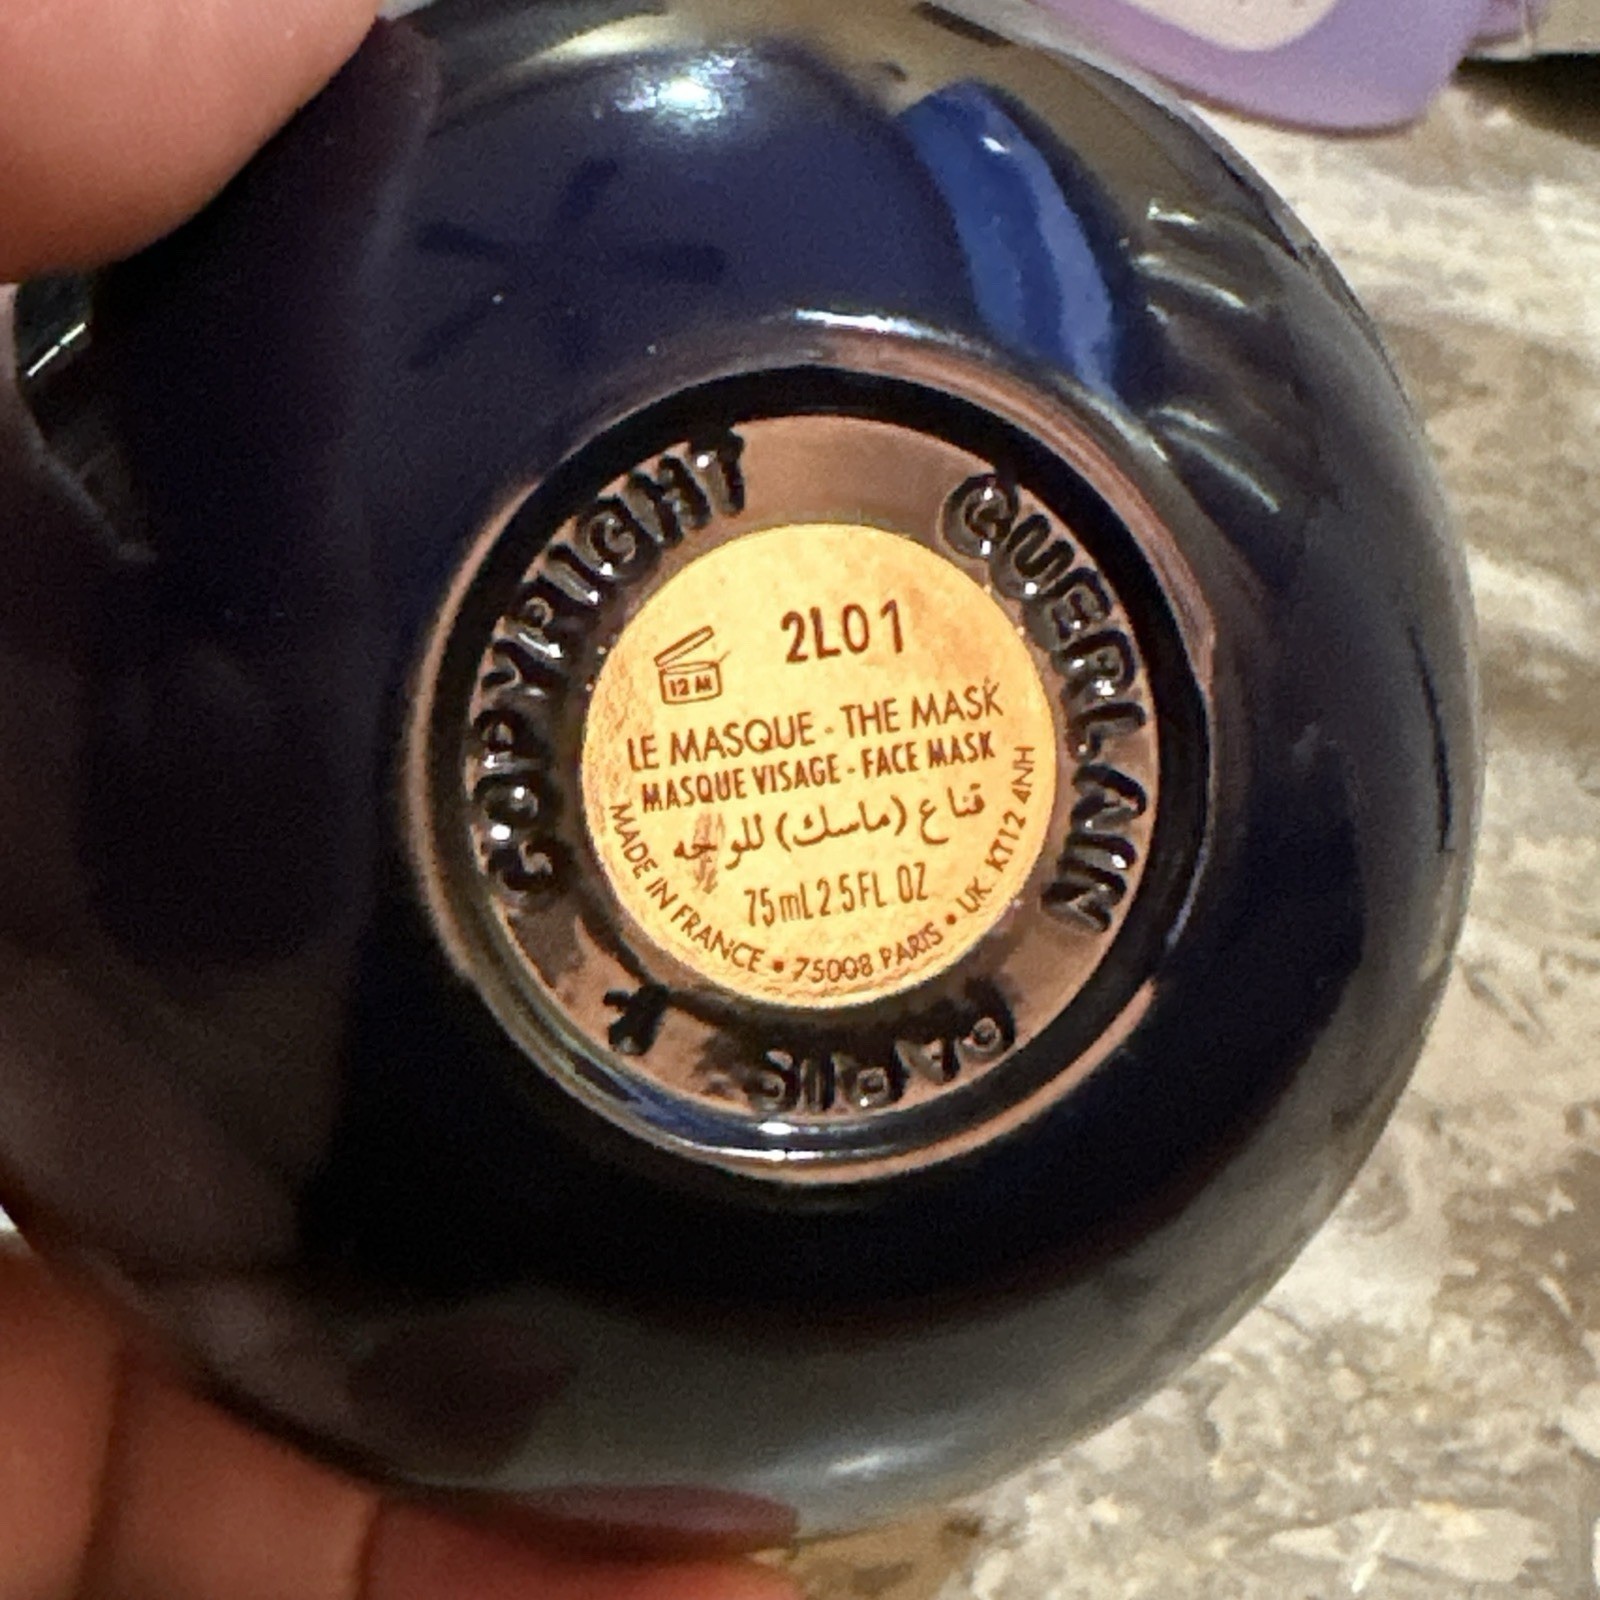 COPYRIGHT GUERLAIN PARIS
2L01
12 M
LE MASQUE - THE MASK
MASQUE VISAGE - FACE MASK
قناع (ماسك) للوجه
75mL 2.5FL OZ
MADE IN FRANCE • 75008 PARIS • UK. KT12 4NH